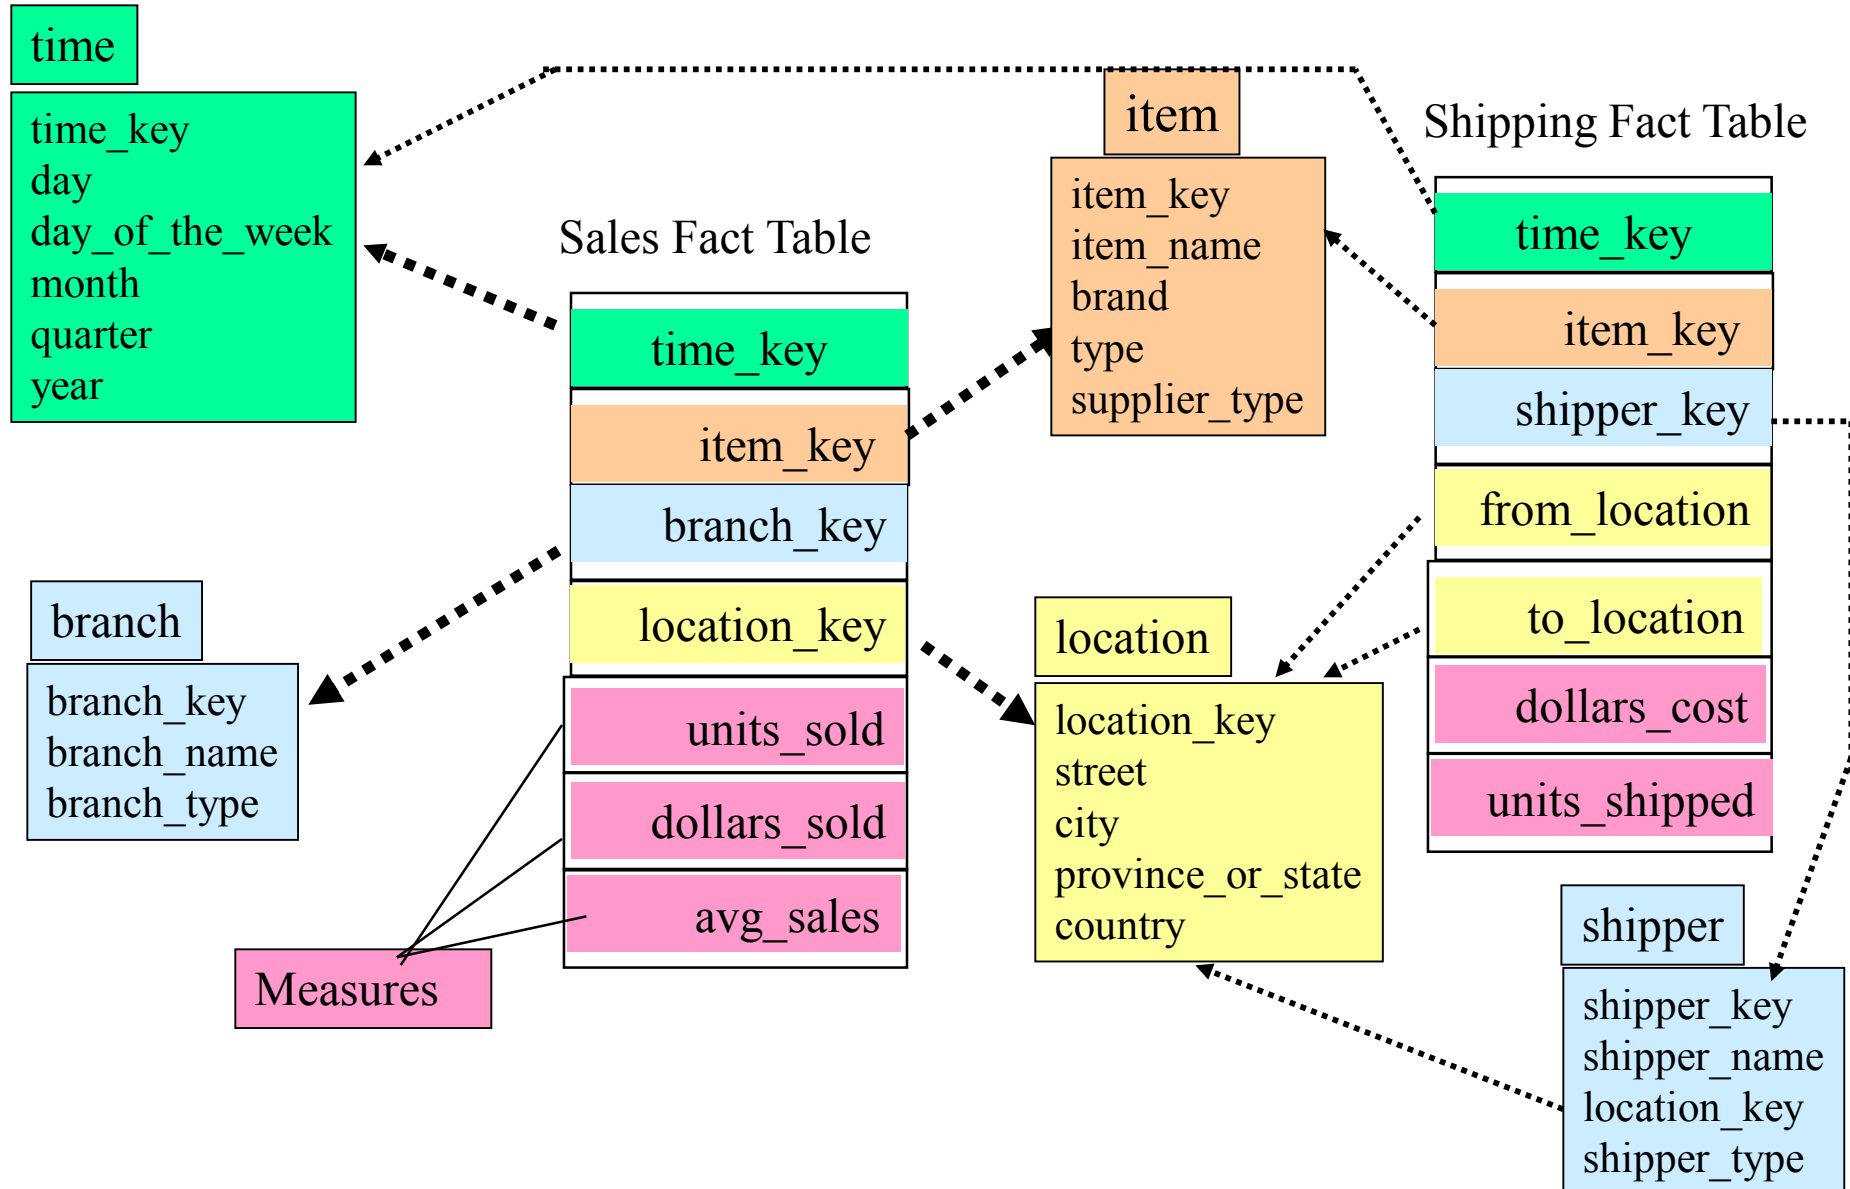 time
time_key
day
day_of_the_week
month
quarter
year
Sales Fact Table
time_key
item_key
branch_key
location_key
units_sold
dollars_sold
avg_sales
Measures
branch
branch_key
branch_name
branch_type
item
item_key
item_name
brand
type
supplier_type
location
location_key
street
city
province_or_state
country
Shipping Fact Table
time_key
item_key
shipper_key
from_location
to_location
dollars_cost
units_shipped
shipper
shipper_key
shipper_name
location_key
shipper_type